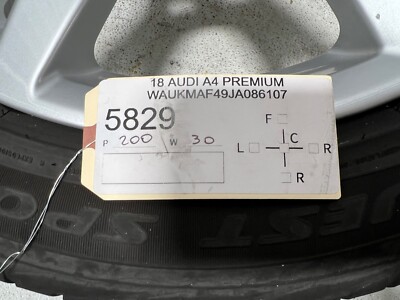 18 AUDI A4 PREMIUM
WAUKMAF49JA086107
5829
P 200 W 30
F
L C R
R